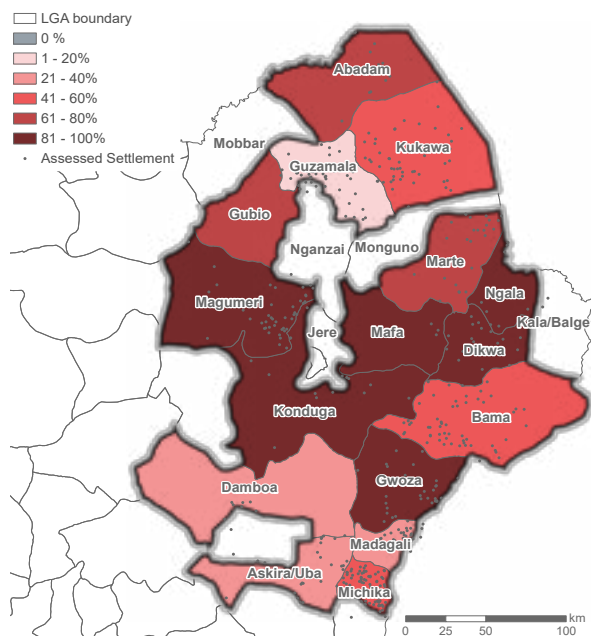 LGA boundary
0 %
1 - 20%
21 - 40%
41 - 60%
61 - 80%
81 - 100%
Assessed Settlement
Abadam
Mobbar
Kukawa
Guzamala
Gubio
Nganzai
Monguno
Marte
Ngala
Magumeri
Jere
Mafa
Kala/Balge
Dikwa
Konduga
Bama
Gwoza
Damboa
Madagali
Askira/Uba
Michika
km
0 25 50 100